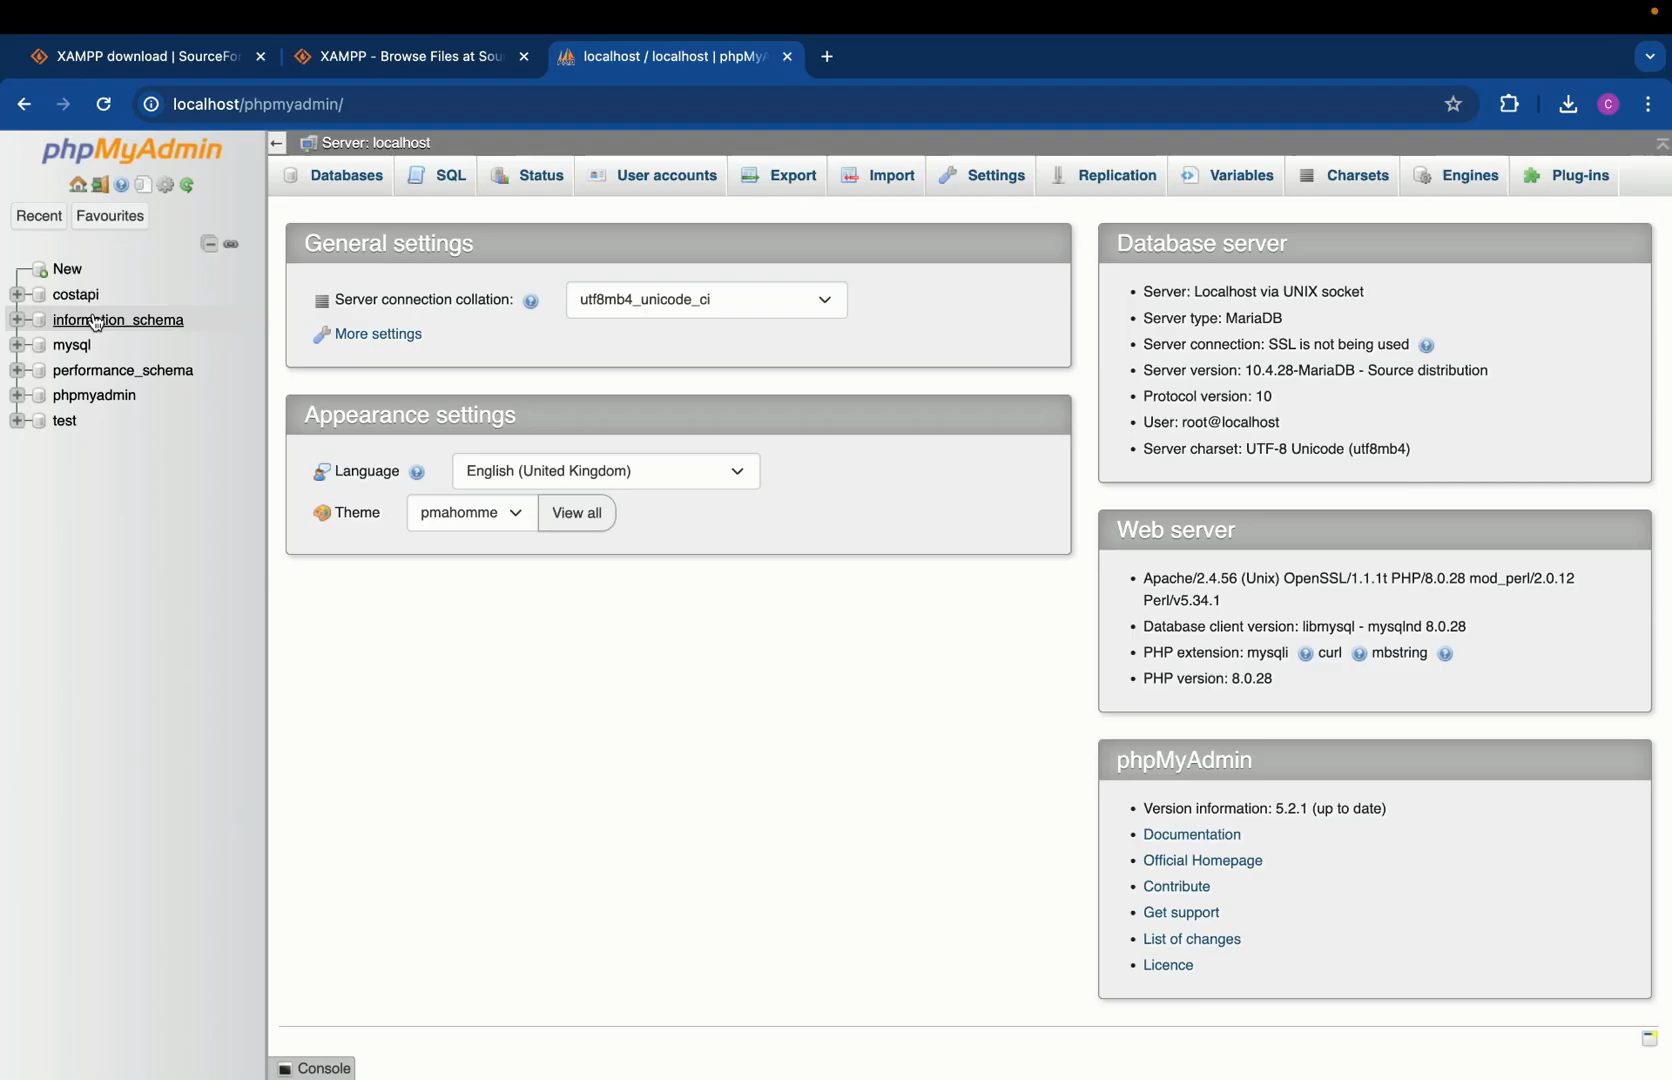 XAMPP download | SourceFor
XAMPP - Browse Files at Sou
localhost / localhost | phpMyA
localhost/phpmyadmin/
C
phpMyAdmin
Recent
Favourites
New
costapi
information_schema
mysql
performance_schema
phpmyadmin
test
Server: localhost
Databases
SQL
Status
User accounts
Export
Import
Settings
Replication
Variables
Charsets
Engines
Plug-ins
General settings
Server connection collation:
utf8mb4_unicode_ci
More settings
Appearance settings
Language
English (United Kingdom)
Theme
pmahomme
View all
Database server
• Server: Localhost via UNIX socket
• Server type: MariaDB
• Server connection: SSL is not being used
• Server version: 10.4.28-MariaDB - Source distribution
• Protocol version: 10
• User: root@localhost
• Server charset: UTF-8 Unicode (utf8mb4)
Web server
• Apache/2.4.56 (Unix) OpenSSL/1.1.1t PHP/8.0.28 mod_perl/2.0.12
Perl/v5.34.1
• Database client version: libmysql - mysqlnd 8.0.28
• PHP extension: mysqli curl mbstring
• PHP version: 8.0.28
phpMyAdmin
• Version information: 5.2.1 (up to date)
• Documentation
• Official Homepage
• Contribute
• Get support
• List of changes
• Licence
Console